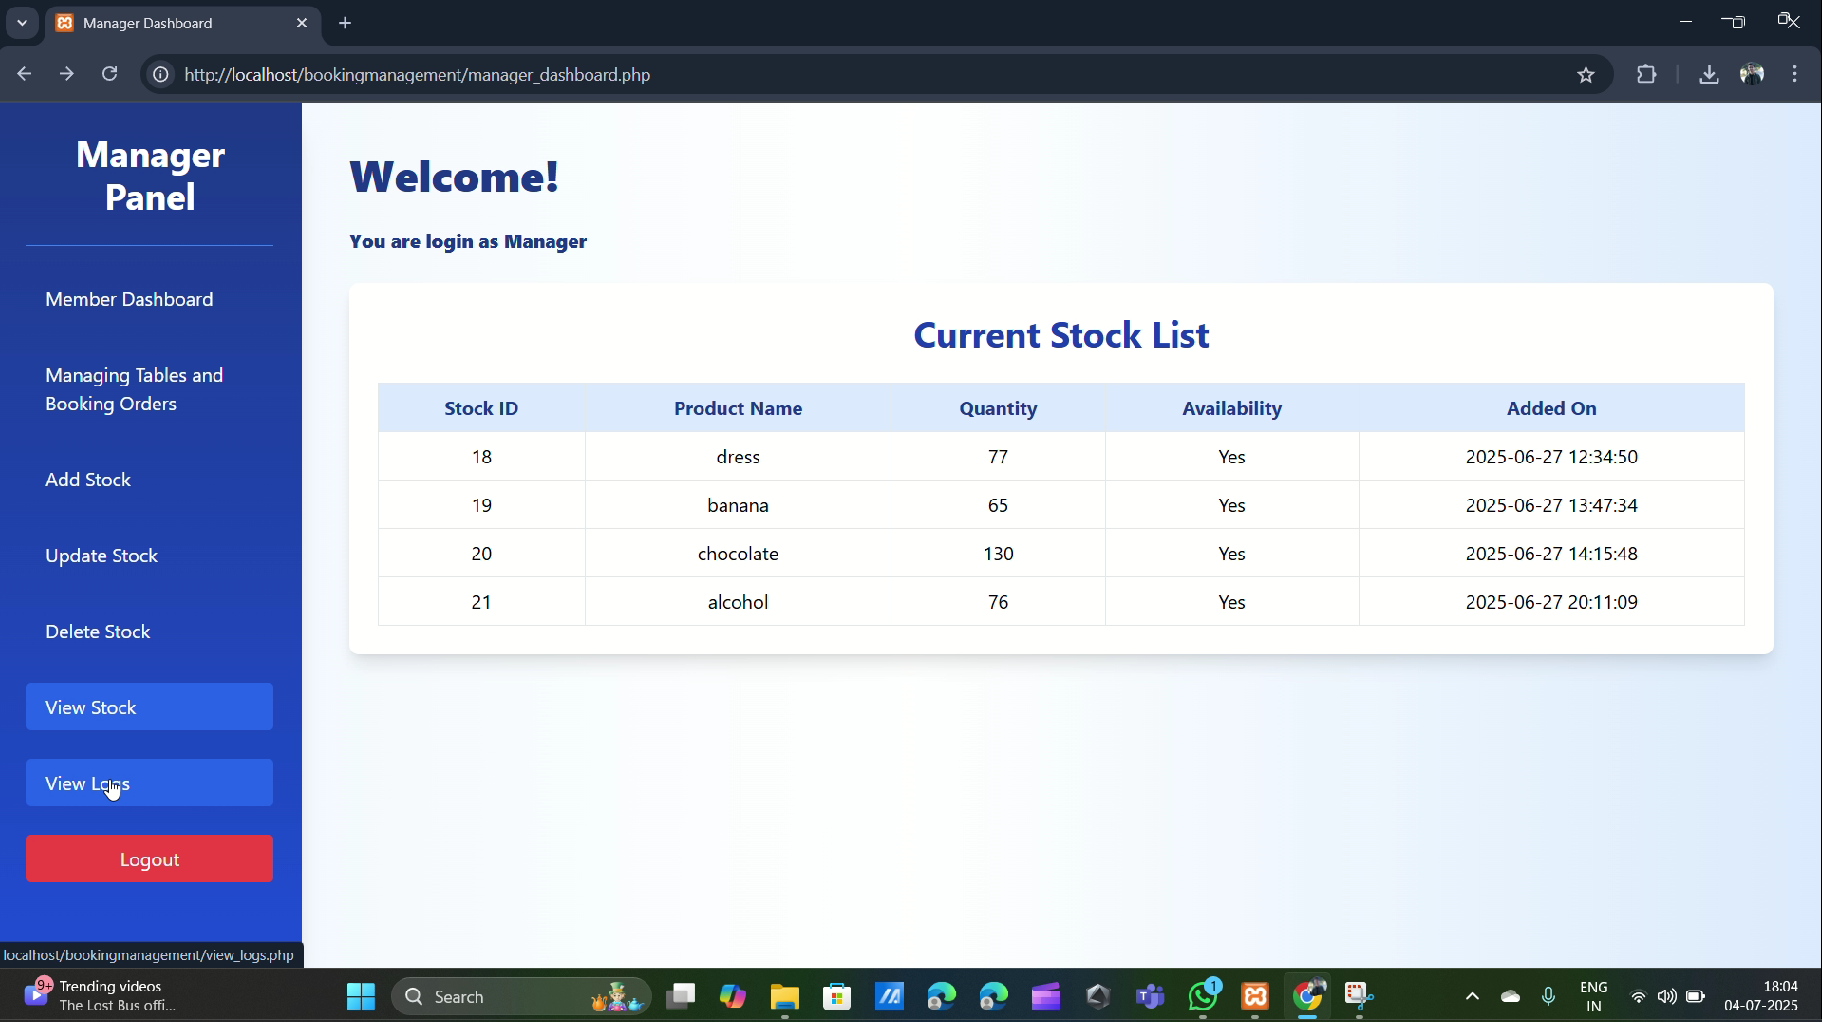 Manager Dashboard
http://localhost/bookingmanagement/manager_dashboard.php
Manager
Panel
Member Dashboard
Managing Tables and
Booking Orders
Add Stock
Update Stock
Delete Stock
View Stock
View Logs
Logout
Welcome!
You are login as Manager
Current Stock List
Stock ID Product Name Quantity Availability Added On
18 dress 77 Yes 2025-06-27 12:34:50
19 banana 65 Yes 2025-06-27 13:47:34
20 chocolate 130 Yes 2025-06-27 14:15:48
21 alcohol 76 Yes 2025-06-27 20:11:09
localhost/bookingmanagement/view_logs.php
9+
Trending videos
The Lost Bus offi...
Search
1
ENG
IN
18:04
04-07-2025